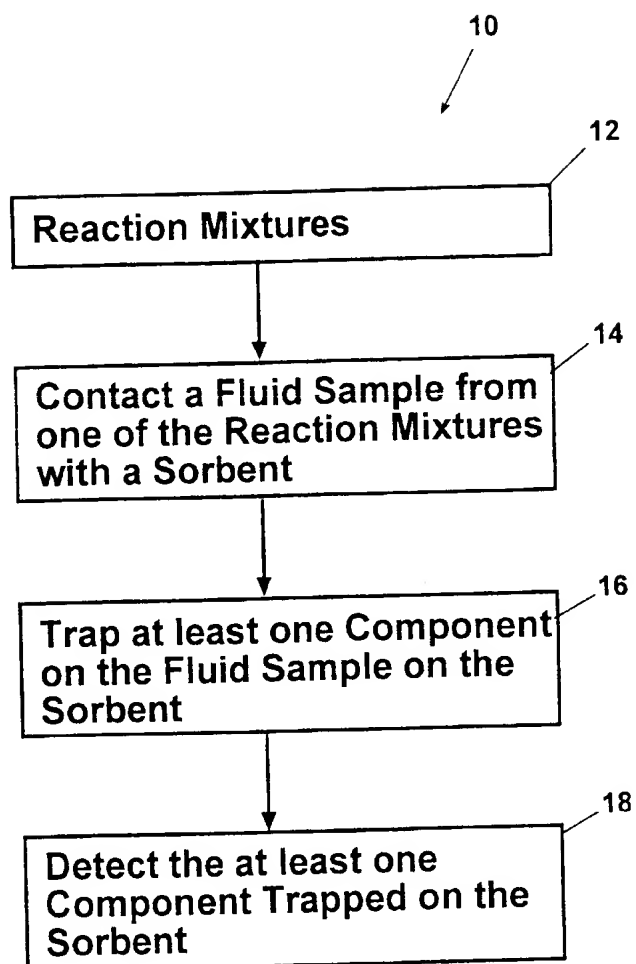 10
12
Reaction Mixtures
14
Contact a Fluid Sample from
one of the Reaction Mixtures
with a Sorbent
16
Trap at least one Component
on the Fluid Sample on the
Sorbent
18
Detect the at least one
Component Trapped on the
Sorbent